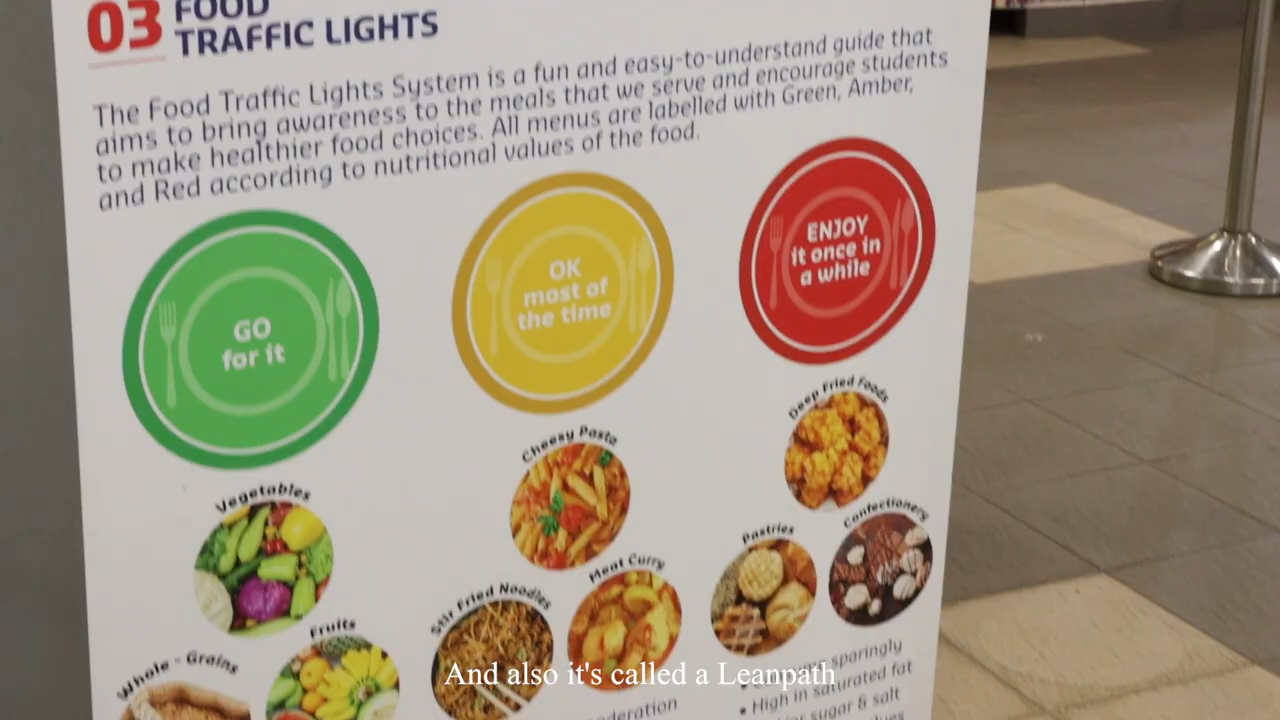 03 FOOD
TRAFFIC LIGHTS
The Food Traffic Lights System is a fun and easy-to-understand guide that
aims to bring awareness to the meals that we serve and encourage students
to make healthier food choices. All menus are labelled with Green, Amber,
and Red according to nutritional values of the food.
GO
for it
OK
most of
the time
ENJOY
it once in
a while
Vegetables
Fruits
Whole - Grains
Cheesy Pasta
Stir Fried Noodles
Meat Curry
Deep Fried Foods
Pastries
Confectionery
sparingly
• High in saturated fat
sugar & salt
And also it's called a Leanpath